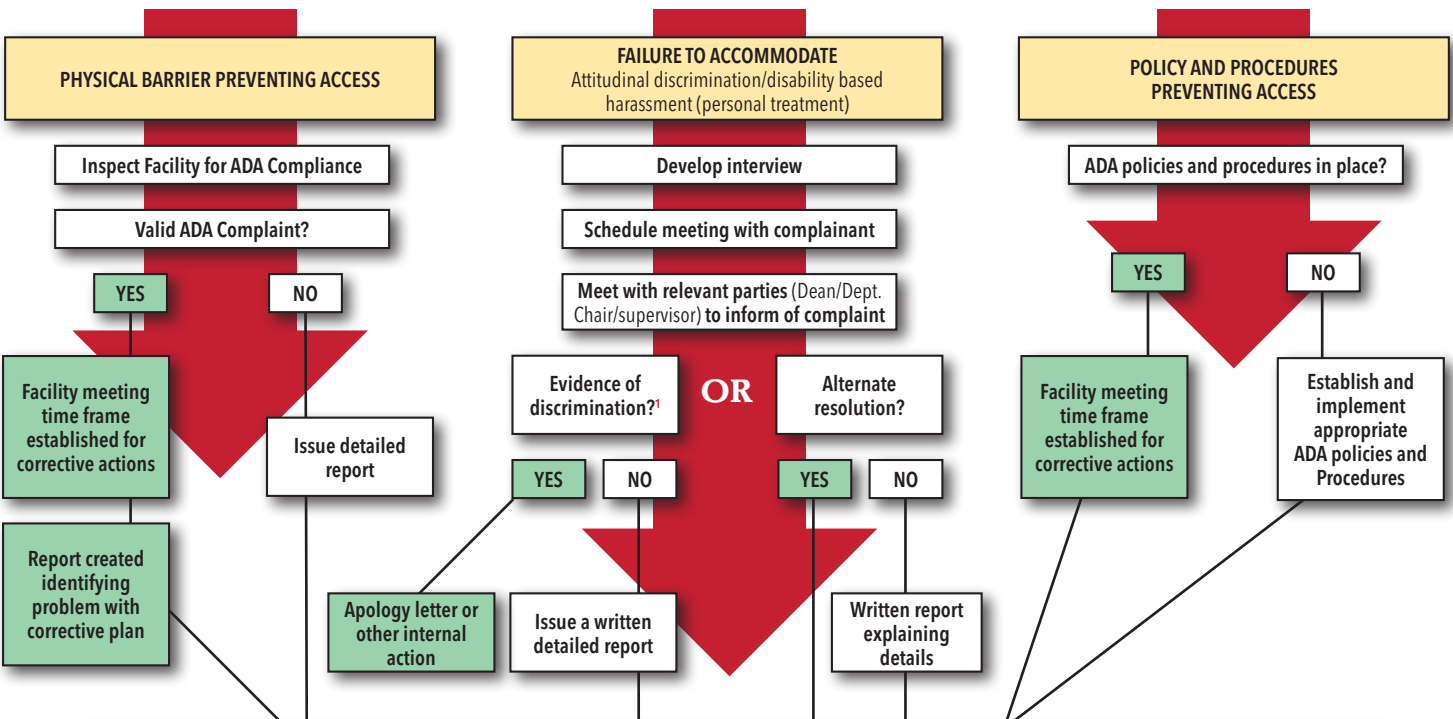 PHYSICAL BARRIER PREVENTING ACCESS
Inspect Facility for ADA Compliance
Valid ADA Complaint?
YES
NO
Facility meeting
time frame
established for
corrective actions
Issue detailed
report
Report created
identifying
problem with
corrective plan
FAILURE TO ACCOMMODATE
Attitudinal discrimination/disability based
harassment (personal treatment)
Develop interview
Schedule meeting with complainant
Meet with relevant parties (Dean/Dept.
Chair/supervisor) to inform of complaint
Evidence of
discrimination?¹
OR
Alternate
resolution?
YES
NO
YES
NO
Apology letter or
other internal
action
Issue a written
detailed report
Written report
explaining
details
POLICY AND PROCEDURES
PREVENTING ACCESS
ADA policies and procedures in place?
YES
NO
Facility meeting
time frame
established for
corrective actions
Establish and
implement
appropriate
ADA policies and
Procedures